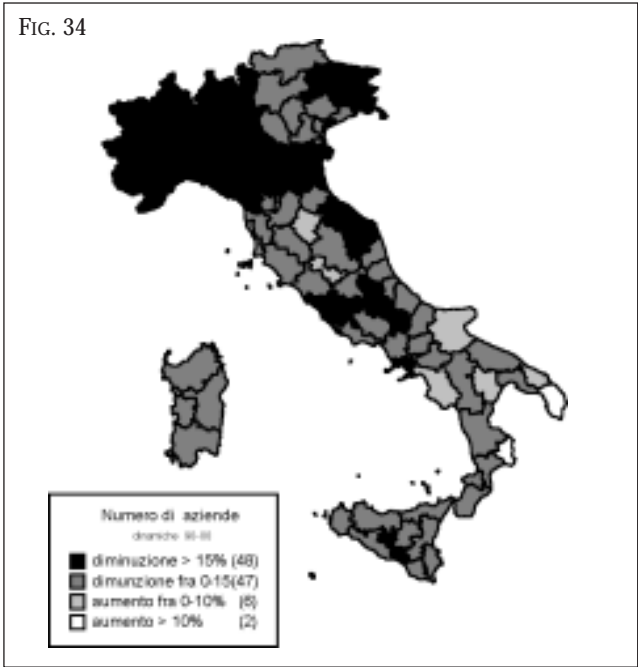 FIG. 34
Numero di aziende
dinamiche
diminuzione > 15% (48)
dimunzione fra 0-15(47)
aumento fra 0-10% (6)
aumento > 10% (2)